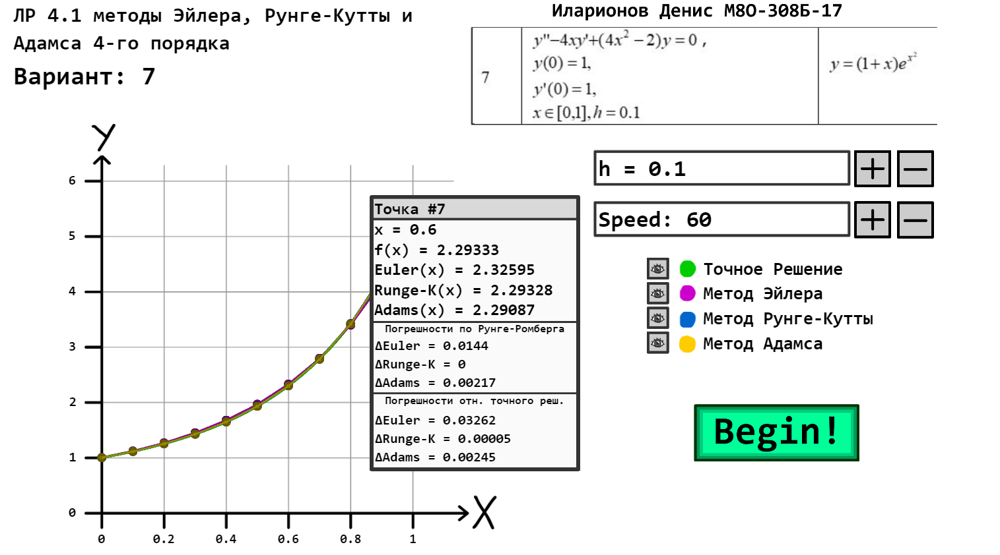 ЛР 4.1 методы Эйлера, Рунге-Кутты и
Адамса 4-го порядка
Вариант: 7
Иларионов Денис М8О-308Б-17
7
y''−4xy'+(4x² − 2)y = 0 ,
y(0) = 1,
y'(0) = 1,
x ∈ [0,1], h = 0.1
y = (1 + x)e^{x²}
h = 0.1
+
—
Speed: 60
+
—
Точное Решение
Метод Эйлера
Метод Рунге-Кутты
Метод Адамса
Begin!
Y
6
5
4
3
2
1
0
0 0.2 0.4 0.6 0.8 1
X
Точка #7
x = 0.6
f(x) = 2.29333
Euler(x) = 2.32595
Runge-K(x) = 2.29328
Adams(x) = 2.29087
Погрешности по Рунге-Ромберга
ΔEuler = 0.0144
ΔRunge-K = 0
ΔAdams = 0.00217
Погрешности отн. точного реш.
ΔEuler = 0.03262
ΔRunge-K = 0.00005
ΔAdams = 0.00245